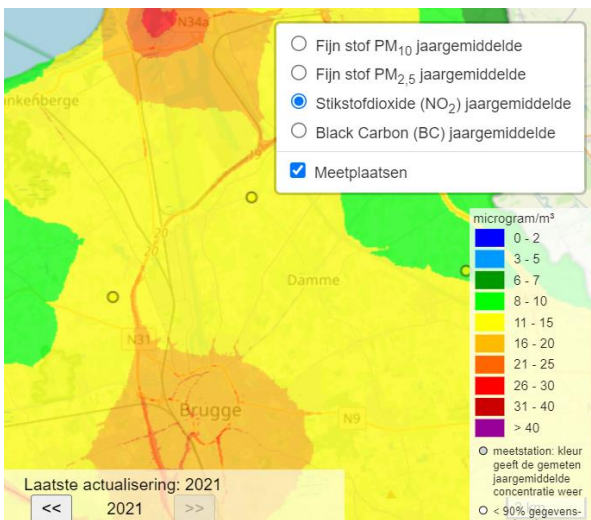 N34a
Fijn stof PM10 jaargemiddelde
Fijn stof PM2,5 jaargemiddelde
Stikstofdioxide (NO2) jaargemiddelde
Black Carbon (BC) jaargemiddelde
Meetplaatsen
ankenberge
19
20
20
Damme
N31
Brugge
N9
microgram/m³
0 - 2
3 - 5
6 - 7
8 - 10
11 - 15
16 - 20
21 - 25
26 - 30
31 - 40
> 40
meetstation: kleur
geeft de gemeten
jaargemiddelde
concentratie weer
< 90% gegevens-
Laatste actualisering: 2021
<< 2021 >>